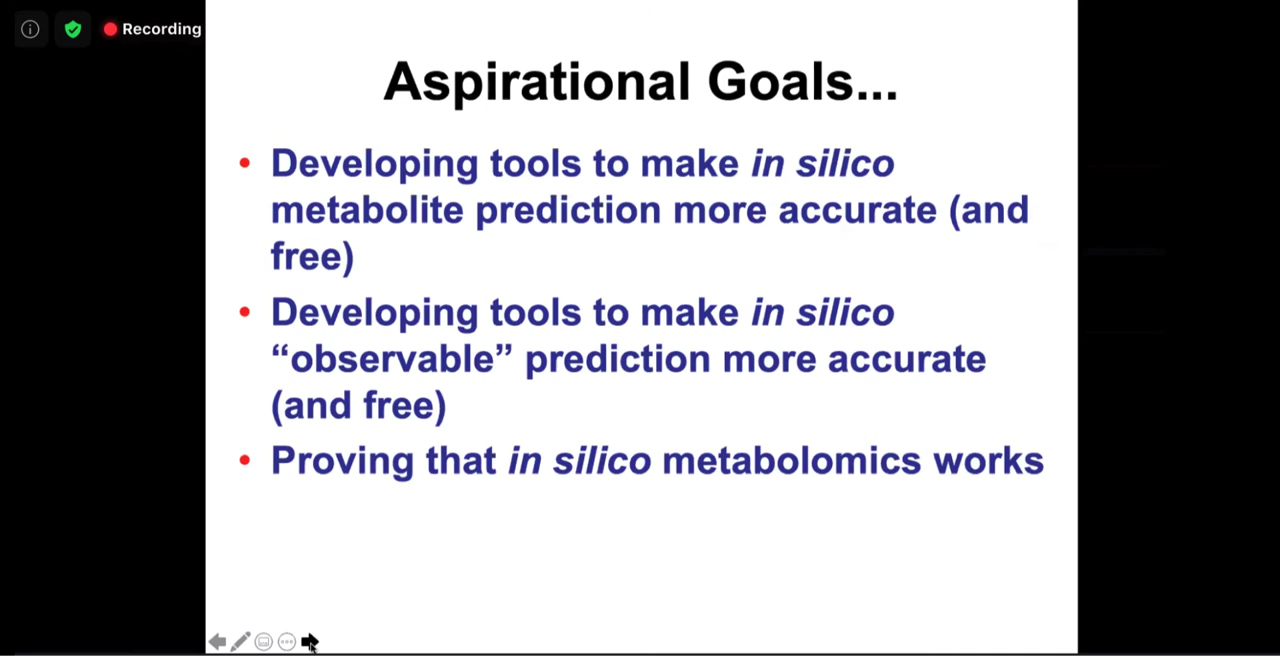 Recording
Aspirational Goals...
• Developing tools to make in silico
metabolite prediction more accurate (and
free)
• Developing tools to make in silico
“observable” prediction more accurate
(and free)
• Proving that in silico metabolomics works